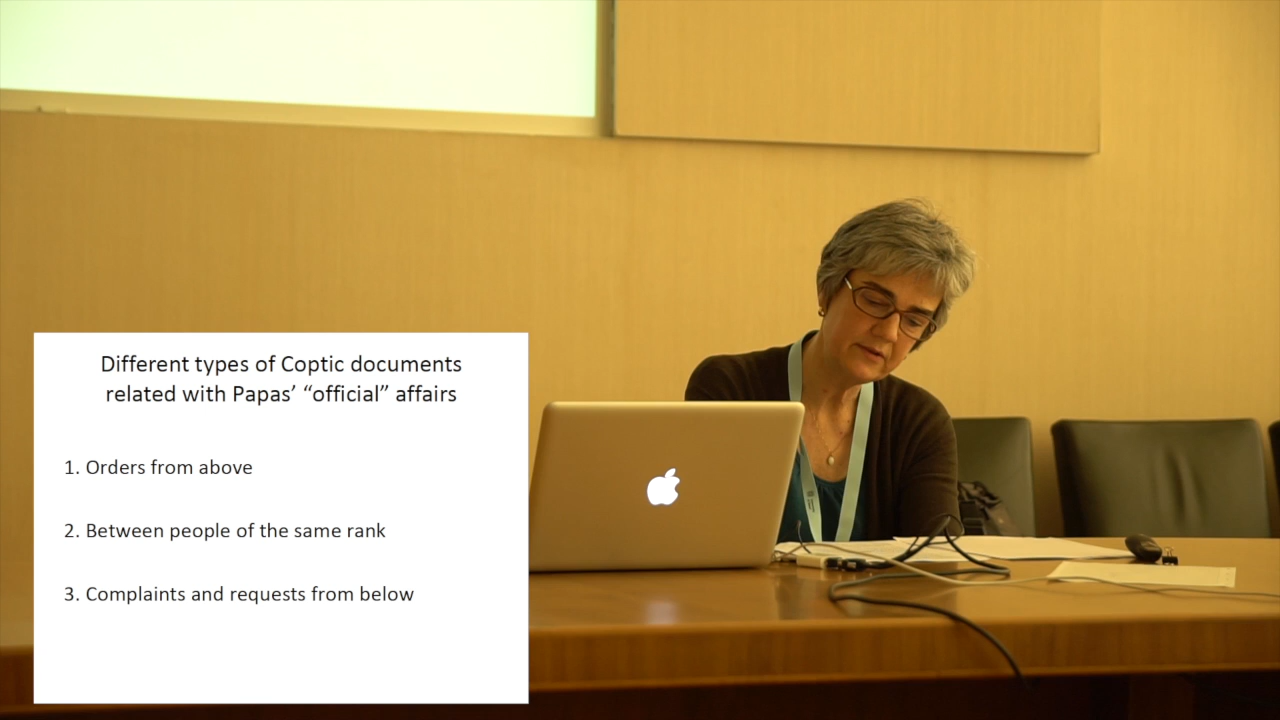 Different types of Coptic documents
related with Papas’ “official” affairs
1. Orders from above
2. Between people of the same rank
3. Complaints and requests from below